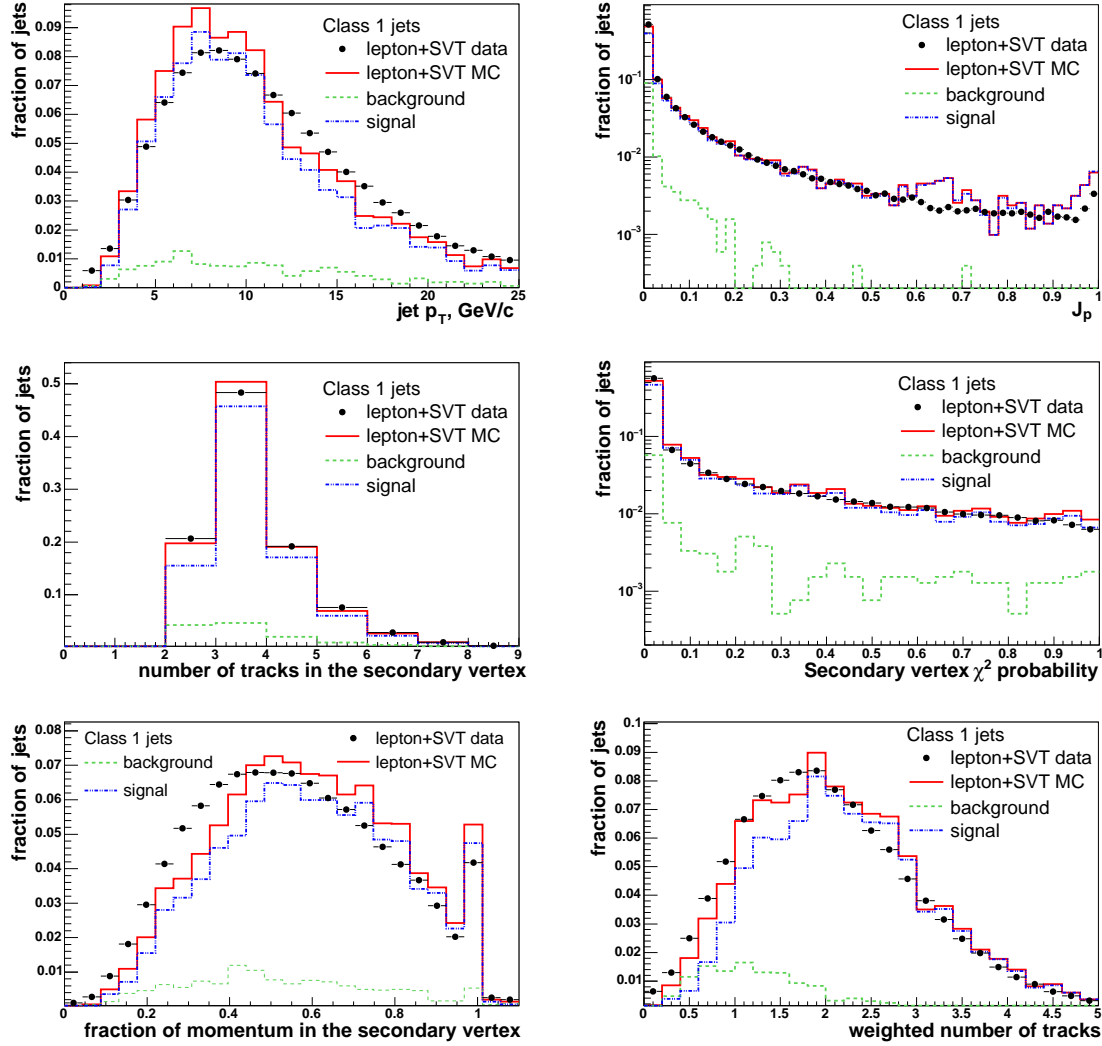 fraction of jets
0.09
0.08
0.07
0.06
0.05
0.04
0.03
0.02
0.01
0
Class 1 jets
lepton+SVT data
lepton+SVT MC
background
signal
0 5 10 15 20 25
jet p_T, GeV/c
fraction of jets
10⁻¹
10⁻²
10⁻³
Class 1 jets
lepton+SVT data
lepton+SVT MC
background
signal
0 0.1 0.2 0.3 0.4 0.5 0.6 0.7 0.8 0.9 1
J_p
fraction of jets
0.5
0.4
0.3
0.2
0.1
Class 1 jets
lepton+SVT data
lepton+SVT MC
background
signal
0 1 2 3 4 5 6 7 8 9
number of tracks in the secondary vertex
fraction of jets
10⁻¹
10⁻²
10⁻³
Class 1 jets
lepton+SVT data
lepton+SVT MC
background
signal
0 0.1 0.2 0.3 0.4 0.5 0.6 0.7 0.8 0.9 1
Secondary vertex χ² probability
fraction of jets
0.08
0.07
0.06
0.05
0.04
0.03
0.02
0.01
Class 1 jets
background
signal
lepton+SVT data
lepton+SVT MC
0 0.2 0.4 0.6 0.8 1
fraction of momentum in the secondary vertex
fraction of jets
0.1
0.09
0.08
0.07
0.06
0.05
0.04
0.03
0.02
0.01
Class 1 jets
lepton+SVT data
lepton+SVT MC
background
signal
0 0.5 1 1.5 2 2.5 3 3.5 4 4.5 5
weighted number of tracks